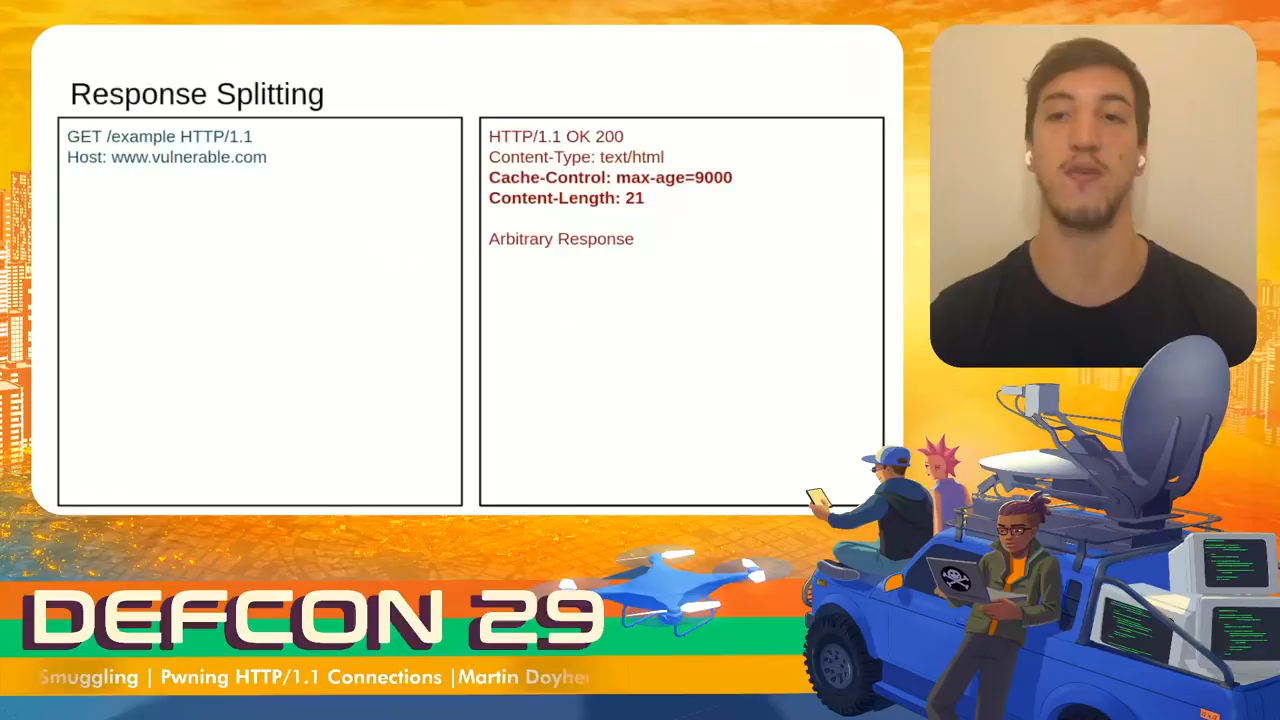 Response Splitting
GET /example HTTP/1.1
Host: www.vulnerable.com
HTTP/1.1 OK 200
Content-Type: text/html
Cache-Control: max-age=9000
Content-Length: 21
Arbitrary Response
DEFCON 29
Smuggling | Pwning HTTP/1.1 Connections |Martin Doyhe